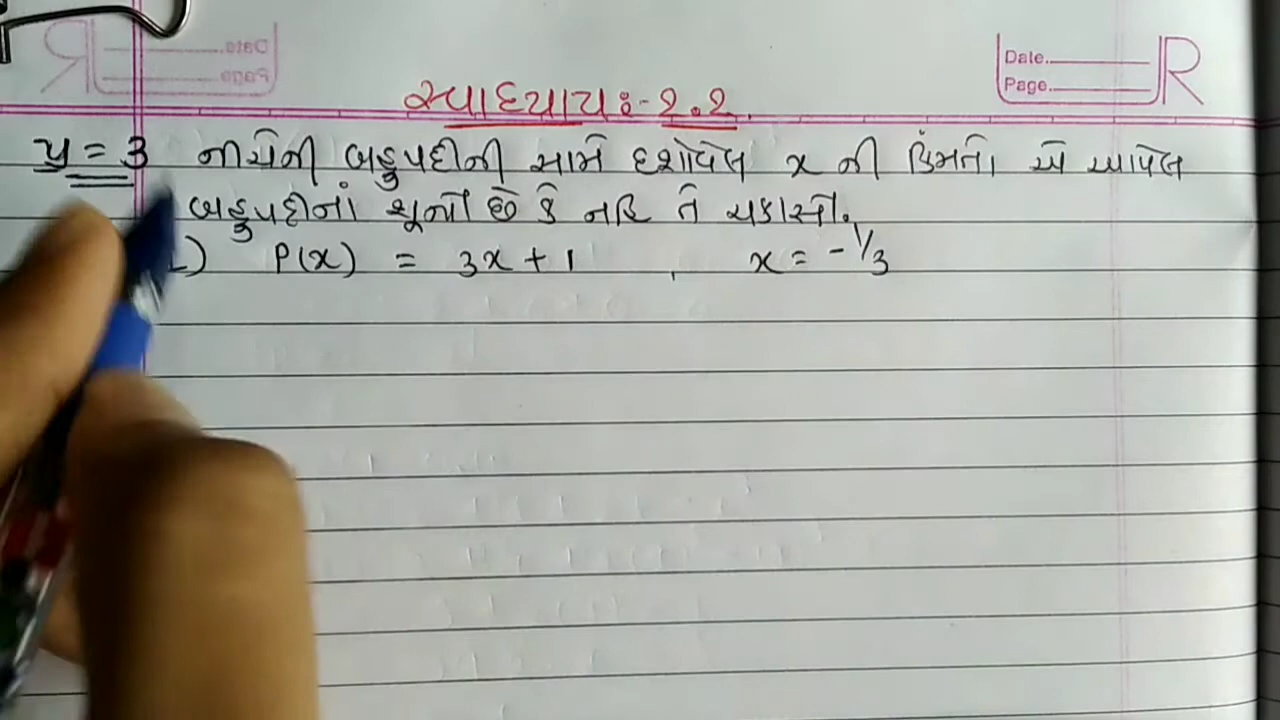 Date.
Page.
સ્વાધ્યાય:- 2.2.
પ્ર = 3 નીચેની બહુપદીની સામે દર્શાવેલ x ની કિંમતો એ આપેલ
બહુપદીનાં શૂન્યો છે કે નહિ તે ચકાસો.
) P(x) = 3x + 1 , x = - 1/3